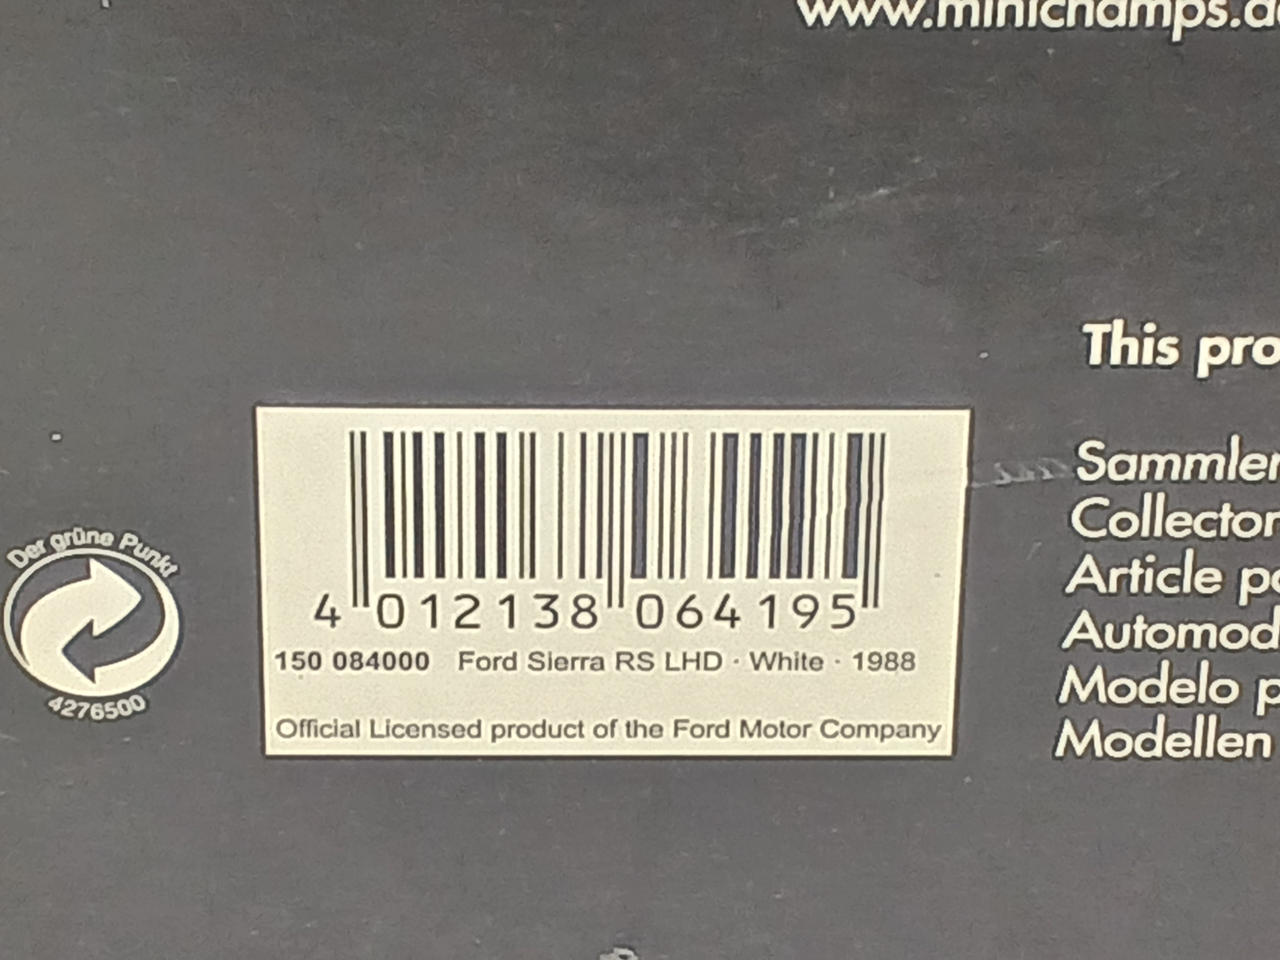 www.minichamps.d
This pro
Sammler
Collector
Article po
Automod
Modelo p
Modellen
Der grüne Punkt
4276500
4 012138 064195
150 084000 Ford Sierra RS LHD · White · 1988
Official Licensed product of the Ford Motor Company